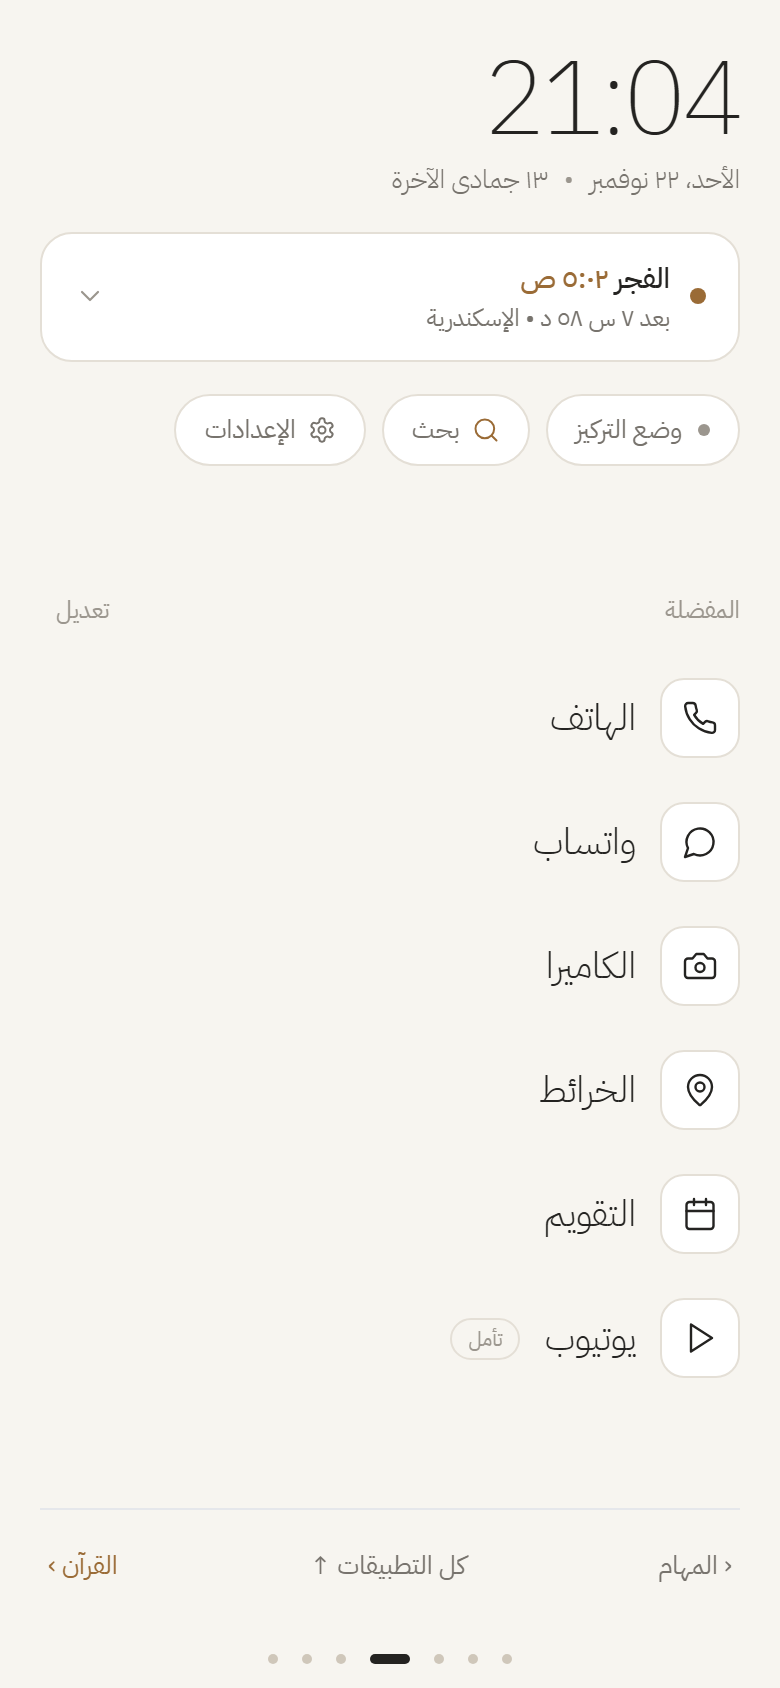 21:04
الأحد، ٢٢ نوفمبر • ١٣ جمادى الآخرة
الفجر ٥:٠٢ ص
بعد ٧ س ٥٨ د • الإسكندرية
وضع التركيز
بحث
الإعدادات
المفضلة
تعديل
الهاتف
واتساب
الكاميرا
الخرائط
التقويم
يوتيوب
تأمل
‹ المهام
كل التطبيقات ↑
القرآن ›